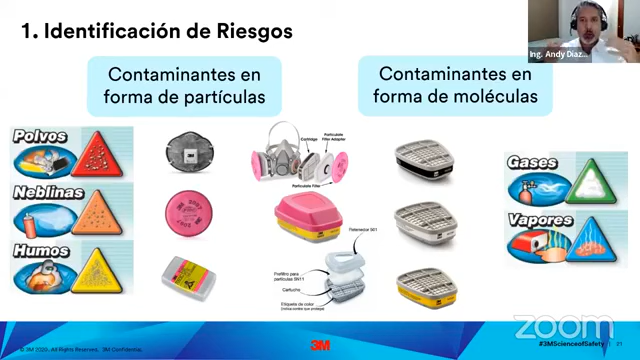 1. Identificación de Riesgos
Ing. Andy Diaz...
Contaminantes en
forma de partículas
Contaminantes en
forma de moléculas
Polvos
Neblinas
Humos
3M
Cartridge
Particulate
Filter Adapter
Particulate Filter
Retenedor 501
Prefiltro para
partículas 5N11
Cartucho
Etiqueta de color
Gases
Vapores
© 3M 2020. All Rights Reserved. 3M Confidential.
3M
#3MScienceofSafety
21
zoom